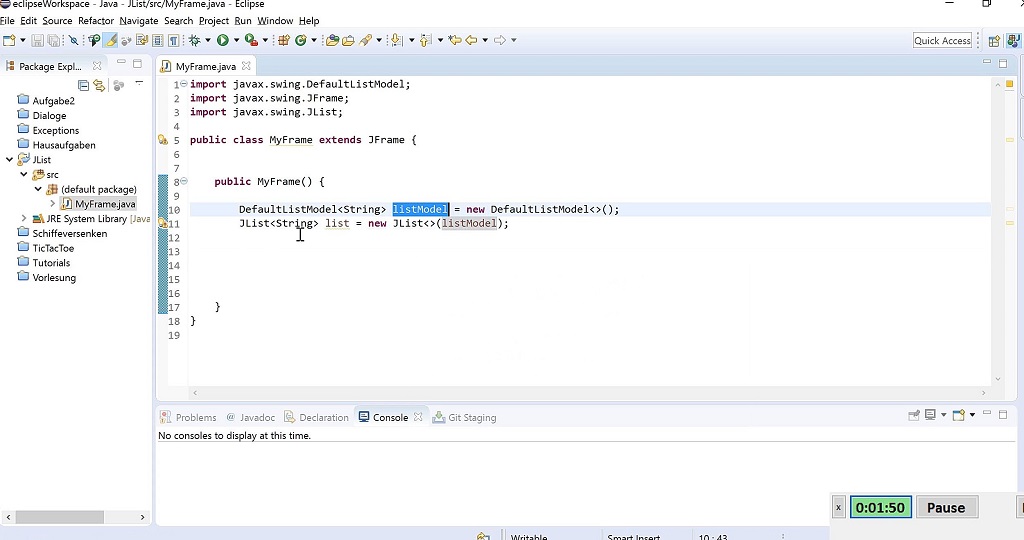 eclipseWorkspace - Java - JList/src/MyFrame.java - Eclipse
File Edit Source Refactor Navigate Search Project Run Window Help
Quick Access
Package Expl...
MyFrame.java
Aufgabe2
Dialoge
Exceptions
Hausaufgaben
JList
src
(default package)
MyFrame.java
JRE System Library [Java
Schiffeversenken
TicTacToe
Tutorials
Vorlesung
1 import javax.swing.DefaultListModel;
2 import javax.swing.JFrame;
3 import javax.swing.JList;
4
5 public class MyFrame extends JFrame {
6
7
8 public MyFrame() {
9
10 DefaultListModel<String> listModel = new DefaultListModel<>();
11 JList<String> list = new JList<>(listModel);
12
13
14
15
16
17 }
18 }
19
Problems @ Javadoc Declaration Console Git Staging
No consoles to display at this time.
x 0:01:50 Pause
Writable Smart Insert 10 : 43